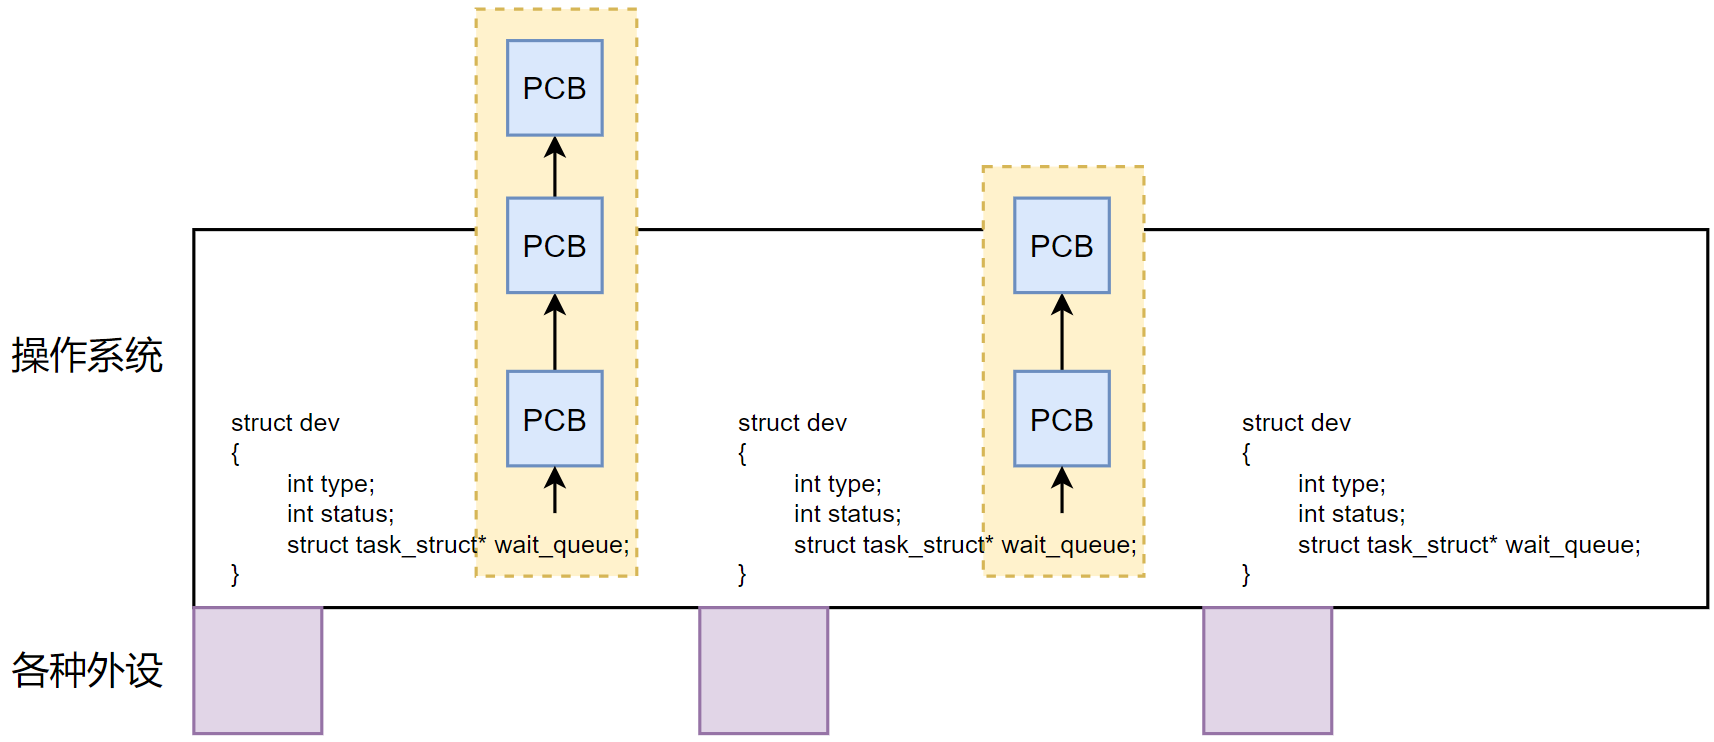 PCB
PCB
PCB
PCB
PCB
操作系统
struct dev
{
int type;
int status;
struct task_struct* wait_queue;
}
struct dev
{
int type;
int status;
struct task_struct* wait_queue;
}
struct dev
{
int type;
int status;
struct task_struct* wait_queue;
}
各种外设